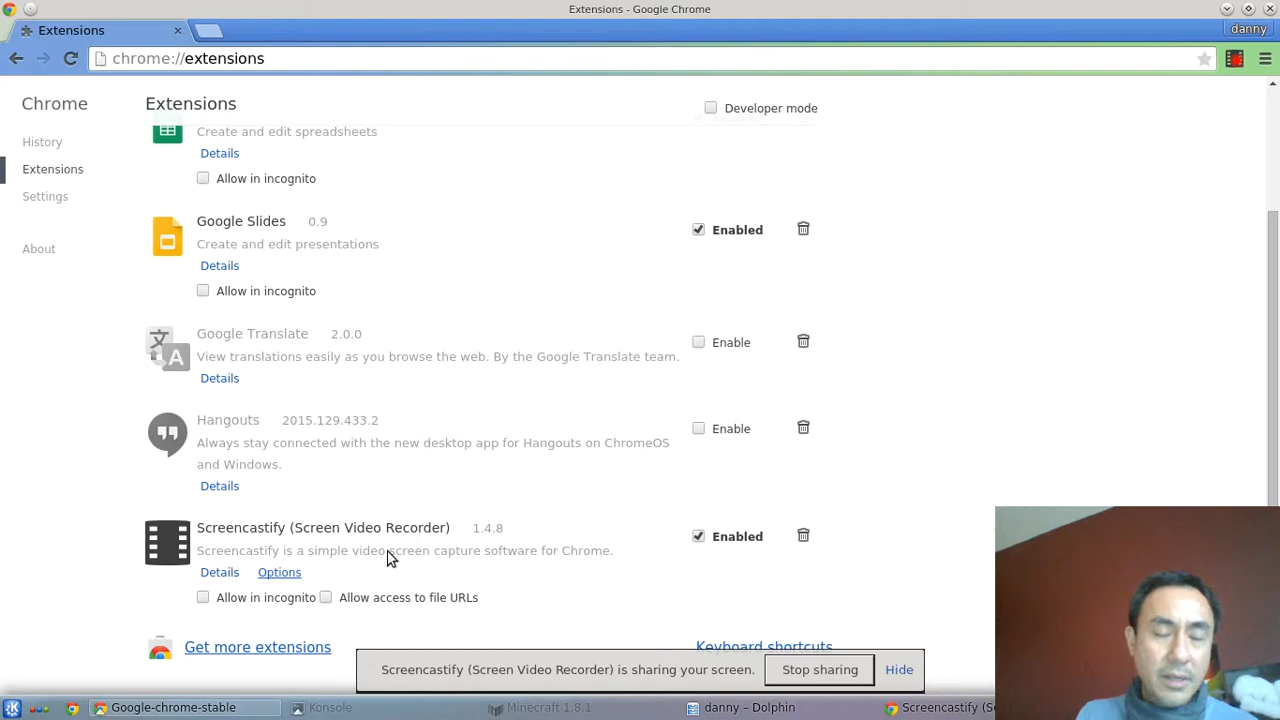 Extensions - Google Chrome
Extensions
danny
chrome://extensions
Chrome
Extensions
Developer mode
History
Extensions
Settings
About
Create and edit spreadsheets
Details
Allow in incognito
Google Slides 0.9
Enabled
Create and edit presentations
Details
Allow in incognito
Google Translate 2.0.0
Enable
View translations easily as you browse the web. By the Google Translate team.
Details
Hangouts 2015.129.433.2
Enable
Always stay connected with the new desktop app for Hangouts on ChromeOS
and Windows.
Details
Screencastify (Screen Video Recorder) 1.4.8
Enabled
Screencastify is a simple video screen capture software for Chrome.
Details Options
Allow in incognito Allow access to file URLs
Get more extensions
Keyboard shortcuts
Screencastify (Screen Video Recorder) is sharing your screen. Stop sharing Hide
Google-chrome-stable Konsole Minecraft 1.8.1 danny – Dolphin Screencastify (S